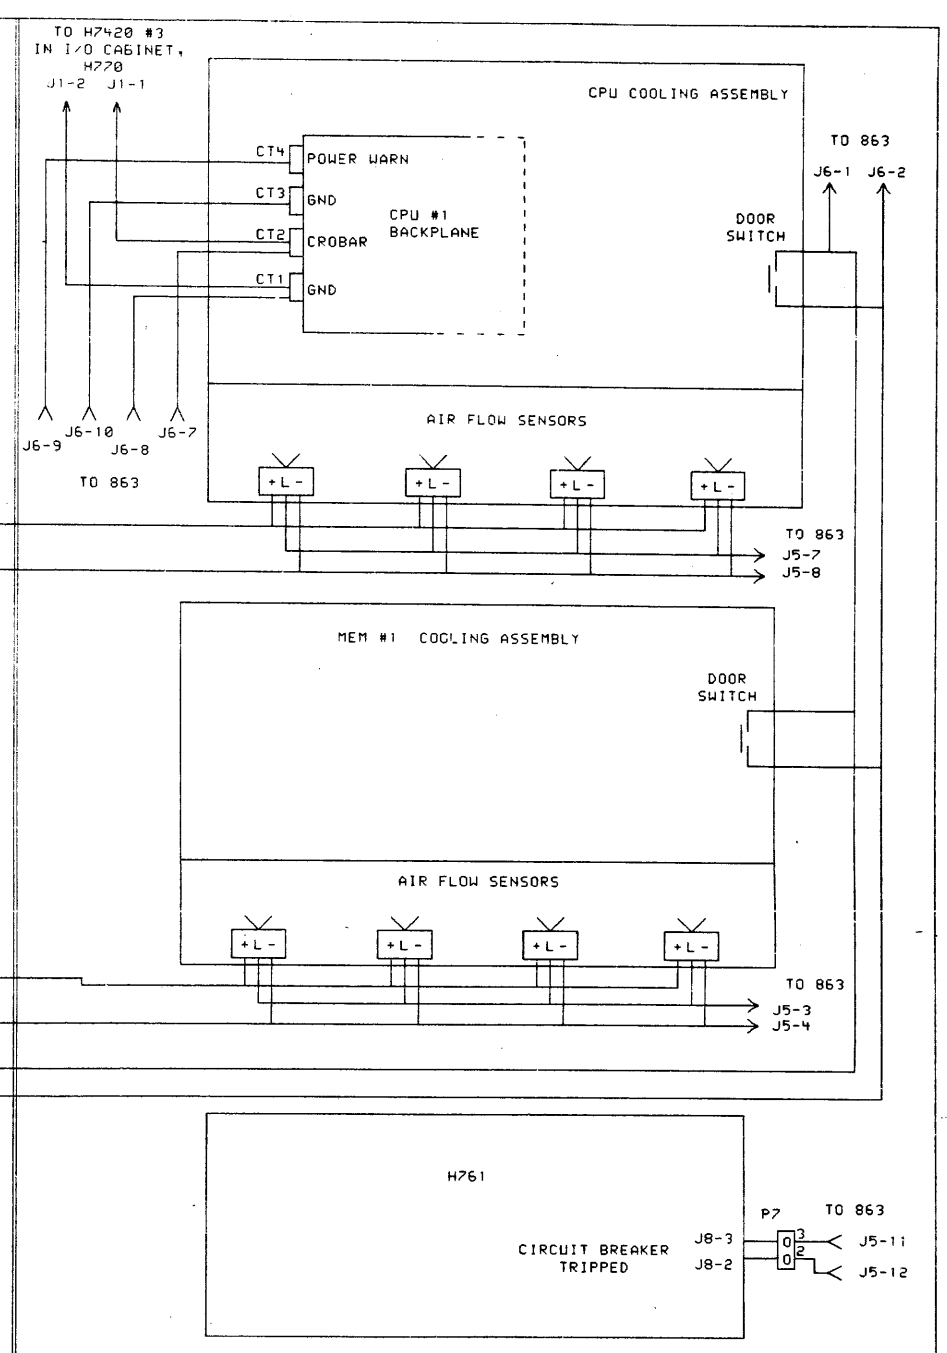 TO H7420 #3
IN I/O CABINET,
H770
J1-2 J1-1
CPU COOLING ASSEMBLY
TO 863
J6-1 J6-2
CT4
POWER WARN
CT3
GND
CPU #1
BACKPLANE
CT2
CROBAR
CT1
GND
DOOR
SWITCH
J6-9
J6-10
J6-8
J6-7
TO 863
AIR FLOW SENSORS
+ L -
+ L -
+ L -
+ L -
TO 863
J5-7
J5-8
MEM #1 COOLING ASSEMBLY
DOOR
SWITCH
AIR FLOW SENSORS
+ L -
+ L -
+ L -
+ L -
TO 863
J5-3
J5-4
H761
P7
TO 863
CIRCUIT BREAKER
TRIPPED
J8-3
J8-2
0 3
0 2
J5-11
J5-12